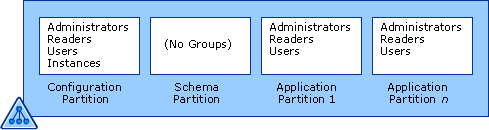 Administrators
Readers
Users
Instances
Configuration
Partition
(No Groups)
Schema
Partition
Administrators
Readers
Users
Application
Partition 1
Administrators
Readers
Users
Application
Partition n